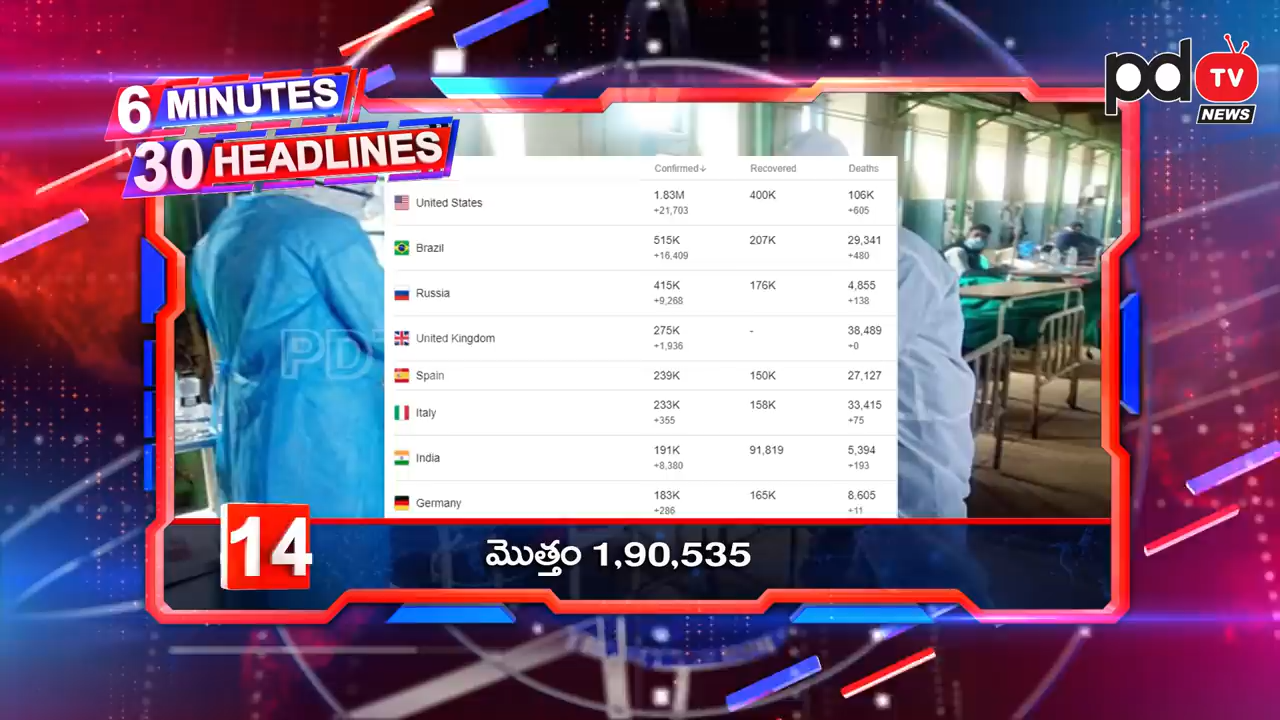 6 MINUTES
30 HEADLINES
pd TV
NEWS
Confirmed↓ Recovered Deaths
United States 1.83M 400K 106K
+21,703 +605
Brazil 515K 207K 29,341
+16,409 +480
Russia 415K 176K 4,855
+9,268 +138
United Kingdom 275K - 38,489
+1,936 +0
Spain 239K 150K 27,127
Italy 233K 158K 33,415
+355 +75
India 191K 91,819 5,394
+8,380 +193
Germany 183K 165K 8,605
+286 +11
PD
14 మొత్తం 1,90,535